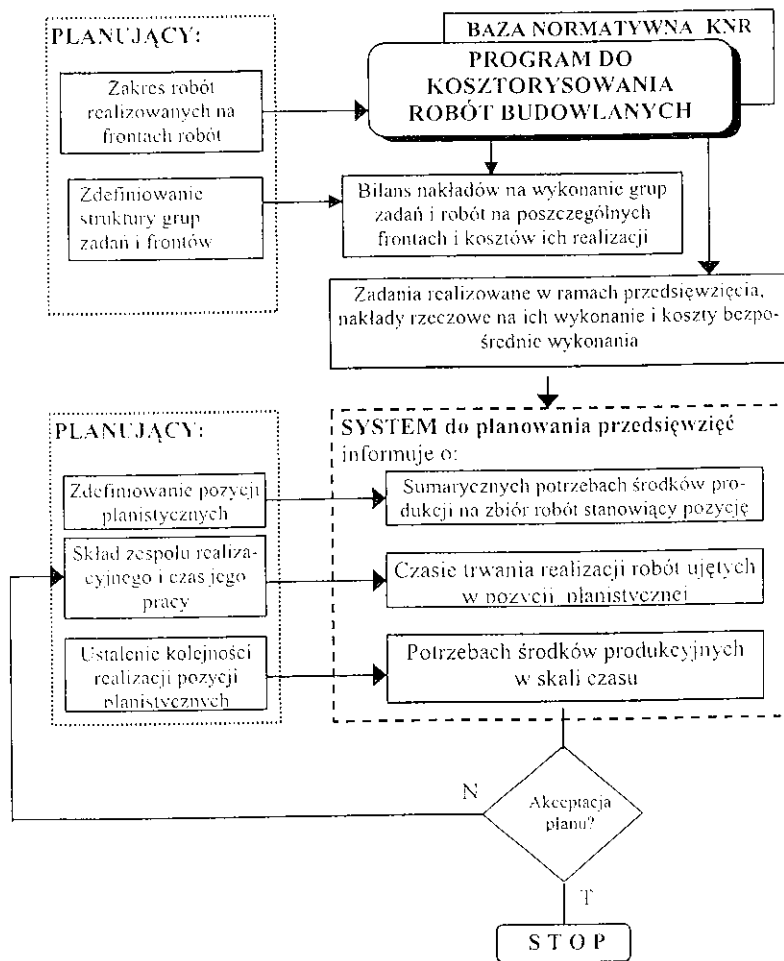 PLANUJĄCY:
Zakres robót
realizowanych na
frontach robót
Zdefiniowanie
struktury grup
zadań i frontów
BAZA NORMATYWNA KNR
PROGRAM DO
KOSZTORYSOWANIA
ROBÓT BUDOWLANYCH
Bilans nakładów na wykonanie grup
zadań i robót na poszczególnych
frontach i kosztów ich realizacji
Zadania realizowane w ramach przedsięwzięcia,
nakłady rzeczowe na ich wykonanie i koszty bezpo-
średnie wykonania
PLANUJĄCY:
Zdefiniowanie pozycji
planistycznych
Skład zespołu realiza-
cyjnego i czas jego
pracy
Ustalenie kolejności
realizacji pozycji
planistycznych
SYSTEM do planowania przedsięwzięć
informuje o:
Sumarycznych potrzebach środków pro-
dukcji na zbiór robót stanowiący pozycję
Czasie trwania realizacji robót ujętych
w pozycji planistycznej
Potrzebach środków produkcyjnych
w skali czasu
N
Akceptacja
planu?
T
S T O P